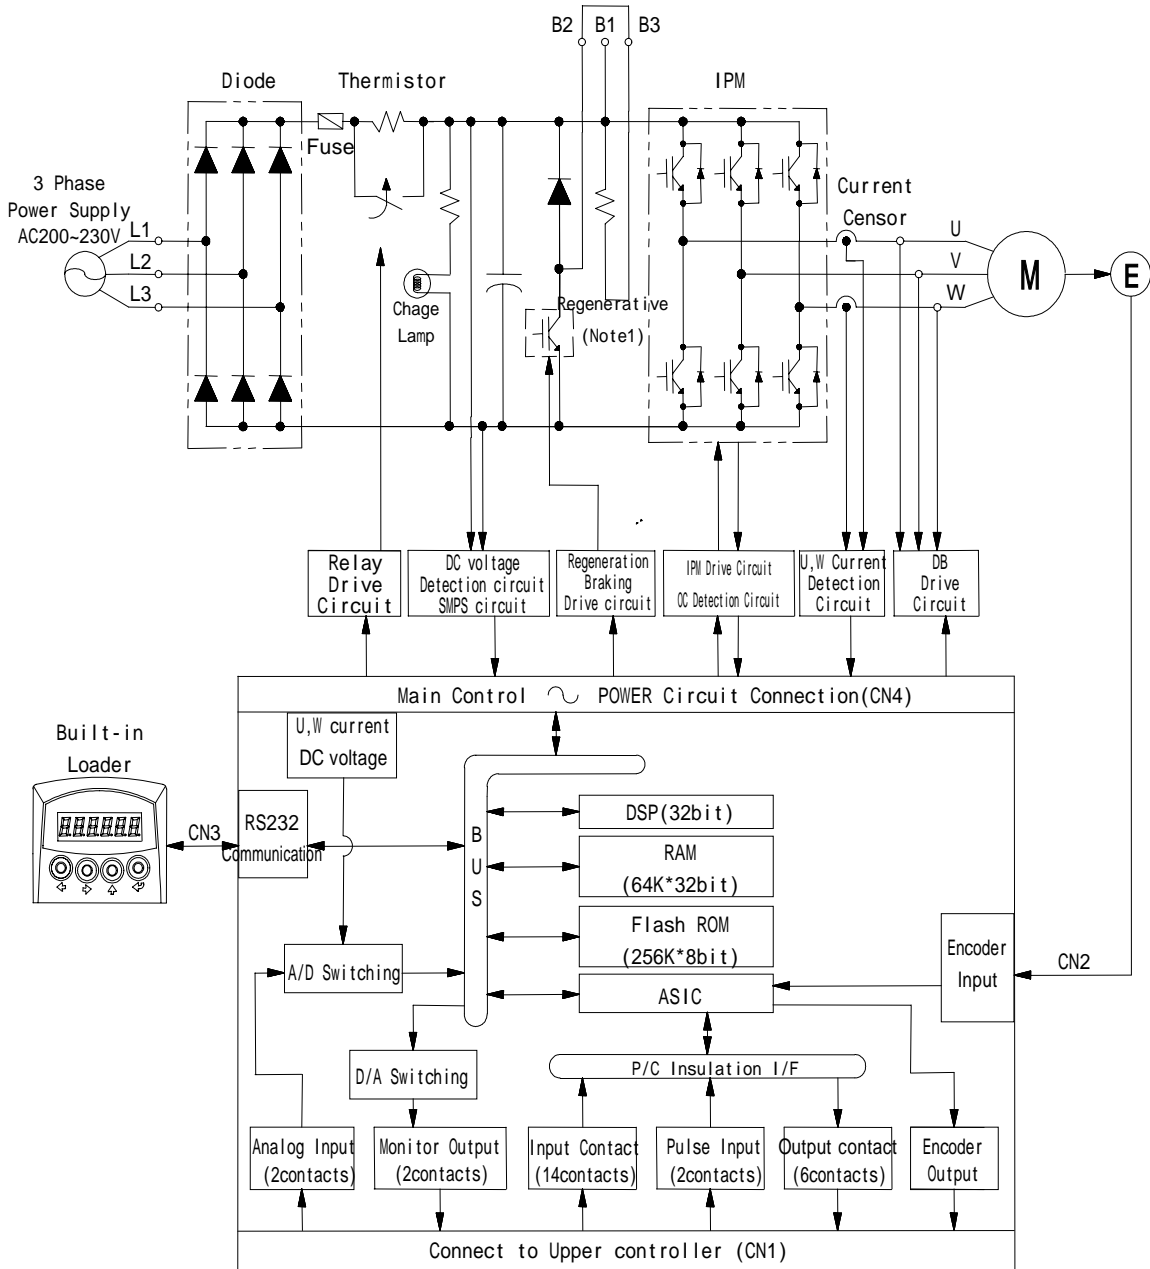 B2 B1 B3
Diode
Thermistor
IPM
Fuse
3 Phase
Power Supply
AC200~230V
L1
L2
L3
Current
Censor
U
V
W
M
E
Chage
Lamp
Regenerative
(Note1)
Relay
Drive
Circuit
DC voltage
Detection circuit
SMPS circuit
Regeneration
Braking
Drive circuit
IPM Drive Circuit
OC Detection Circuit
U,W Current
Detection
Circuit
DB
Drive
Circuit
Main Control POWER Circuit Connection(CN4)
Built-in
Loader
U,W current
DC voltage
CN3
RS232
Communication
BUS
DSP(32bit)
RAM
(64K*32bit)
Flash ROM
(256K*8bit)
ASIC
Encoder
Input
CN2
A/D Switching
D/A Switching
P/C Insulation I/F
Analog Input
(2contacts)
Monitor Output
(2contacts)
Input Contact
(14contacts)
Pulse Input
(2contacts)
Output contact
(6contacts)
Encoder
Output
Connect to Upper controller (CN1)